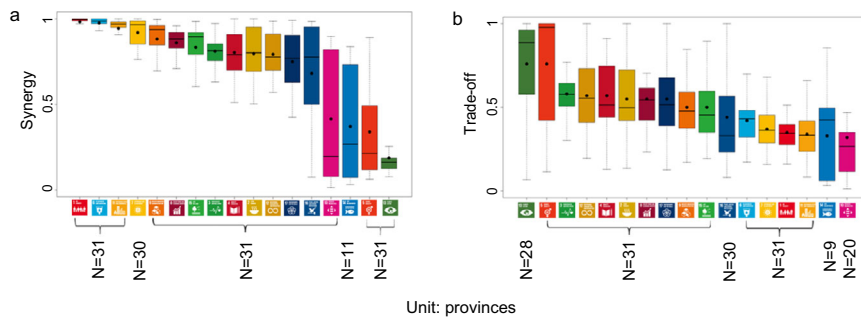 a
b
Synergy
1
0.5
0
Trade-off
1
0.5
0
N=31
N=30
N=31
N=11
N=31
N=28
N=31
N=30
N=31
N=9
N=20
Unit: provinces